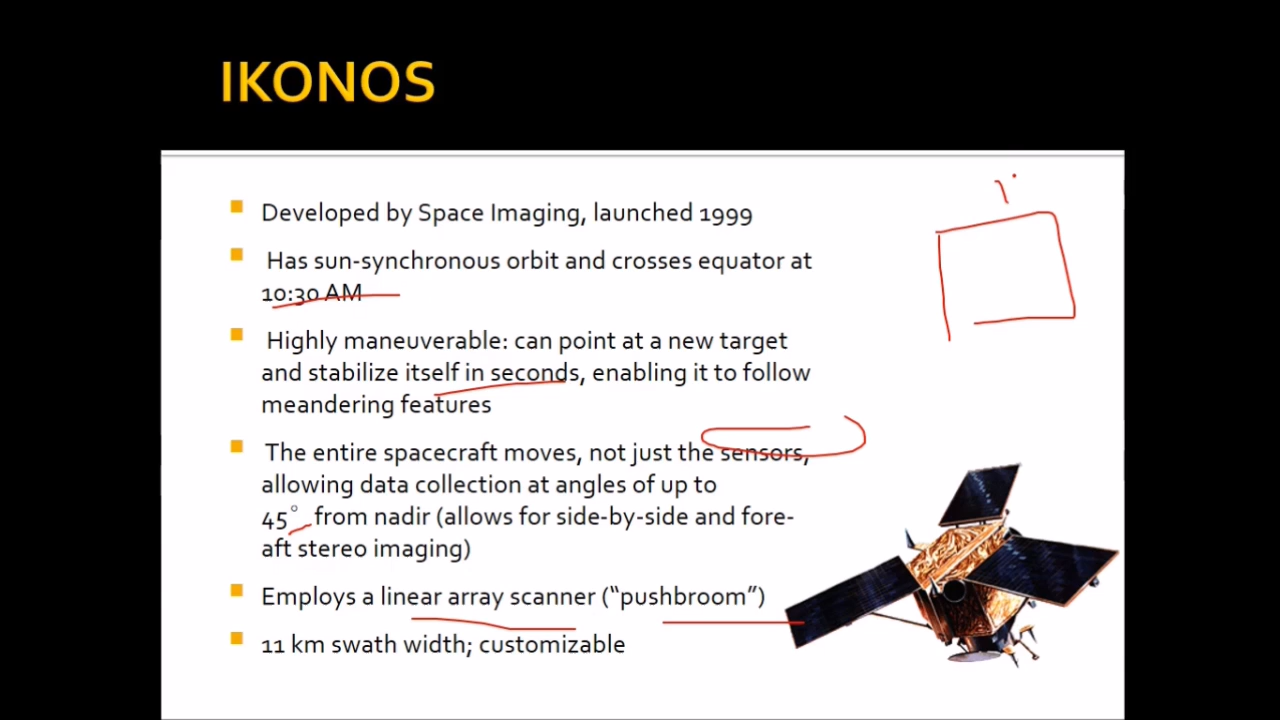 IKONOS
Developed by Space Imaging, launched 1999
Has sun-synchronous orbit and crosses equator at
10:30 AM
Highly maneuverable: can point at a new target
and stabilize itself in seconds, enabling it to follow
meandering features
The entire spacecraft moves, not just the sensors,
allowing data collection at angles of up to
45° from nadir (allows for side-by-side and fore-
aft stereo imaging)
Employs a linear array scanner (“pushbroom”)
11 km swath width; customizable